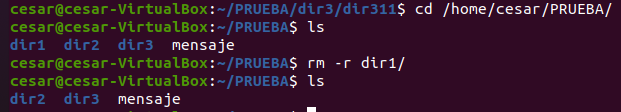 cesar@cesar-VirtualBox:~/PRUEBA/dir3/dir311$ cd /home/cesar/PRUEBA/
cesar@cesar-VirtualBox:~/PRUEBA$ ls
dir1  dir2  dir3  mensaje
cesar@cesar-VirtualBox:~/PRUEBA$ rm -r dir1/
cesar@cesar-VirtualBox:~/PRUEBA$ ls
dir2  dir3  mensaje
cesar@cesar-VirtualBox:~/PRUEBA$